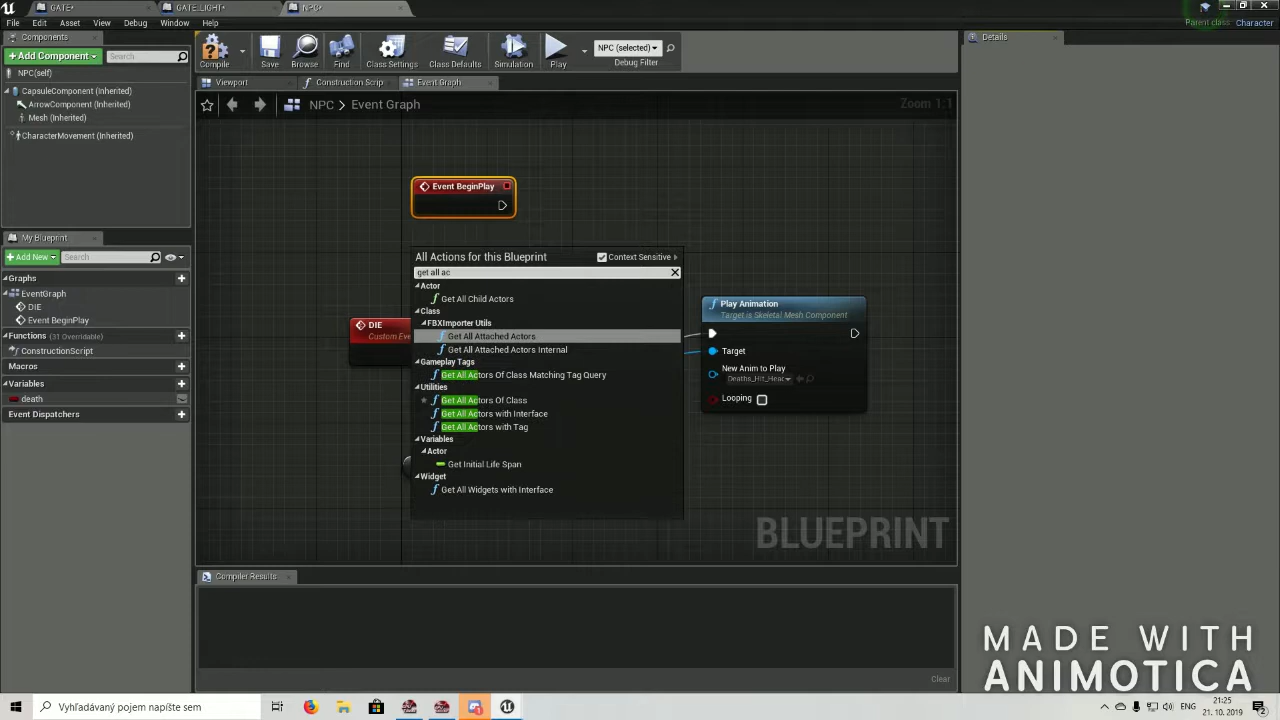 GATE*
GATE LIGHT*
NPC*
File
Edit
Asset
View
Debug
Window
Help
Parent class:
Character
Components
+Add Component
Search
NPC(self)
CapsuleComponent (Inherited)
ArrowComponent (Inherited)
Mesh (Inherited)
CharacterMovement (Inherited)
My Blueprint
+Add New
Search
Graphs
EventGraph
DIE
Event BeginPlay
Functions (31 Overridable)
ConstructionScript
Macros
Variables
death
Event Dispatchers
Compile
Save
Browse
Find
Class Settings
Class Defaults
Simulation
Play
NPC (selected)
Debug Filter
Viewport
Construction Scrip
Event Graph
NPC > Event Graph
Zoom 1:1
Event BeginPlay
DIE
Custom Eve
All Actions for this Blueprint
Context Sensitive
get all ac
Actor
Get All Child Actors
Class
FBXImporter Utils
Get All Attached Actors
Get All Attached Actors Internal
Gameplay Tags
Get All Actors Of Class Matching Tag Query
Utilities
Get All Actors Of Class
Get All Actors with Interface
Get All Actors with Tag
Variables
Actor
Get Initial Life Span
Widget
Get All Widgets with Interface
Play Animation
Target is Skeletal Mesh Component
Target
New Anim to Play
Deaths_Hit_Heac
Looping
BLUEPRINT
Compiler Results
Clear
Details
MADE WITH
ANIMOTICA
Vyhľadávaný pojem napíšte sem
21:25
21. 10. 2019
2